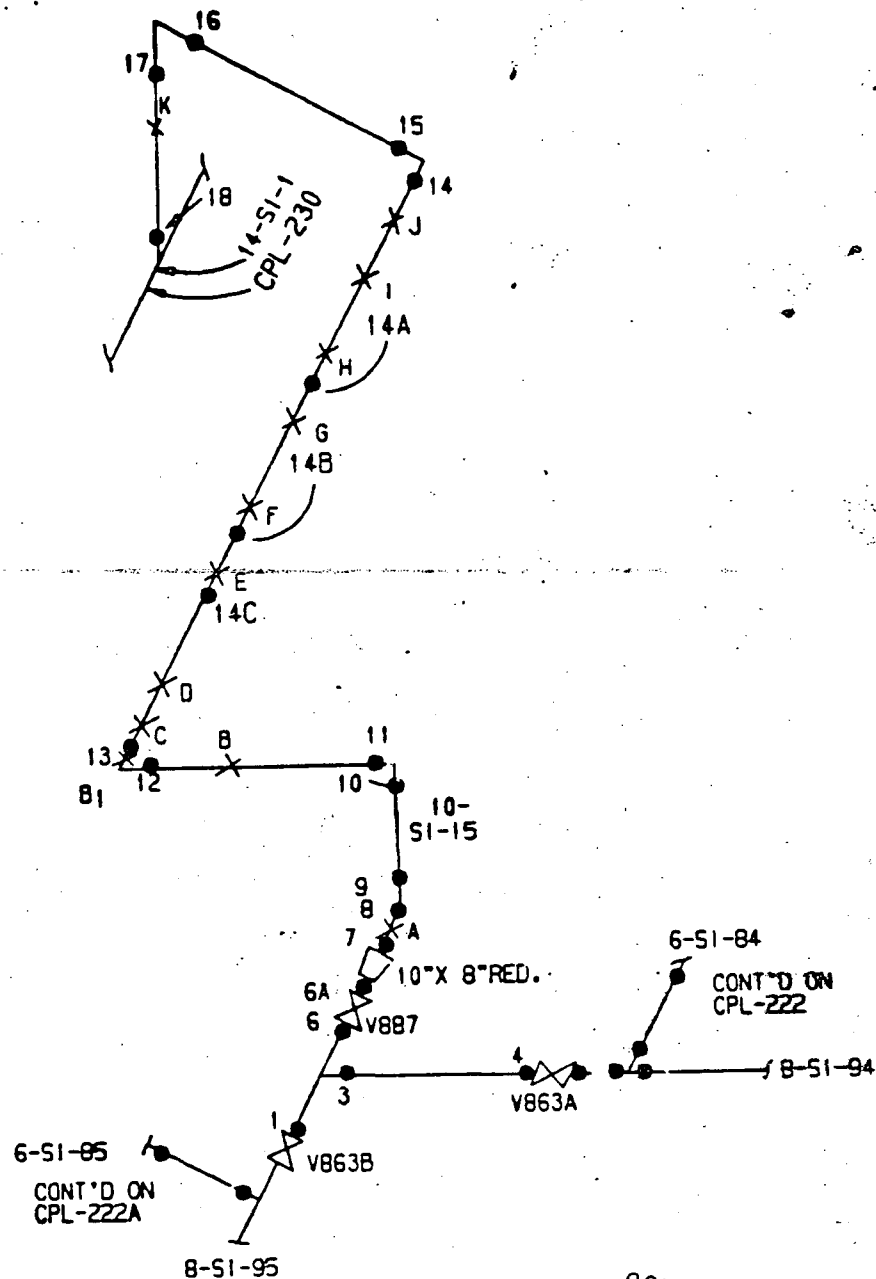 16
17
15
K
14
18
J
14-SI-1
CPL-230
I
14A
H
G
14B
F
E
14C
D
C
13
B
11
12
B1
10
10-
SI-15
9
8
A
7
6-SI-84
10"X 8"RED.
CONT'D ON
CPL-222
6A
6
V887
4
8-SI-94
3
V863A
1
6-SI-85
V863B
CONT'D ON
CPL-222A
8-SI-95